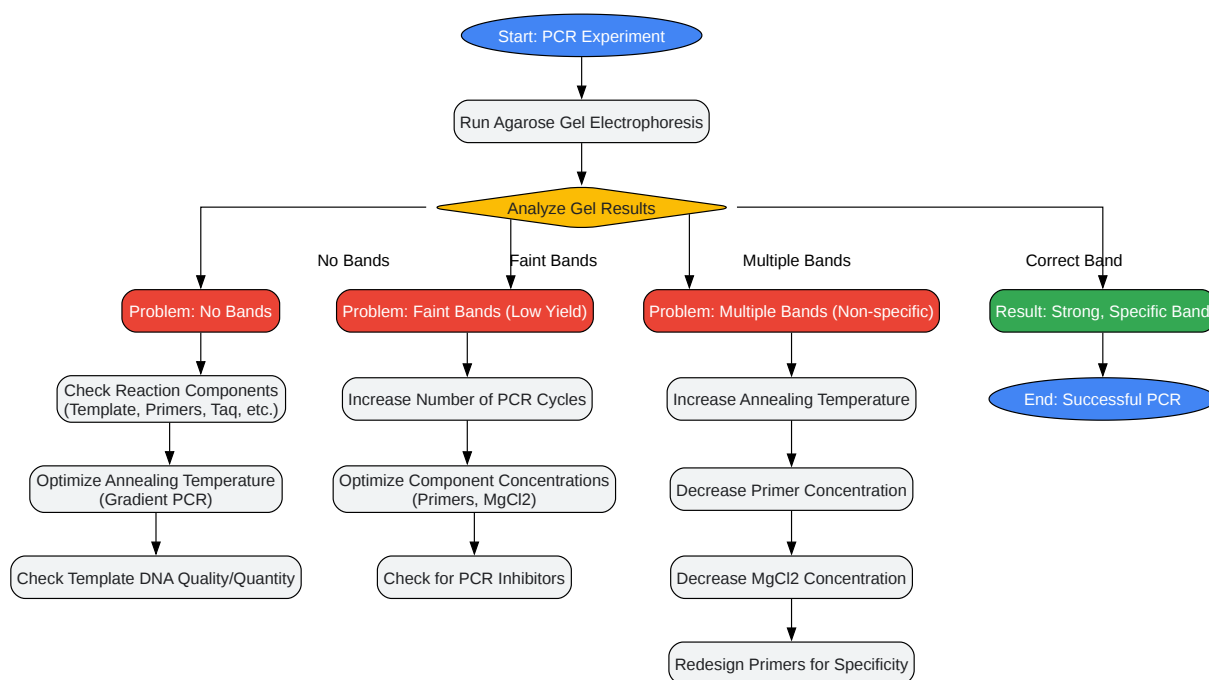 Start: PCR Experiment
Run Agarose Gel Electrophoresis
Analyze Gel Results
No Bands
Faint Bands
Multiple Bands
Correct Band
Problem: No Bands
Problem: Faint Bands (Low Yield)
Problem: Multiple Bands (Non-specific)
Result: Strong, Specific Band
Check Reaction Components
(Template, Primers, Taq, etc.)
Increase Number of PCR Cycles
Increase Annealing Temperature
End: Successful PCR
Optimize Annealing Temperature
(Gradient PCR)
Optimize Component Concentrations
(Primers, MgCl2)
Decrease Primer Concentration
Check Template DNA Quality/Quantity
Check for PCR Inhibitors
Decrease MgCl2 Concentration
Redesign Primers for Specificity